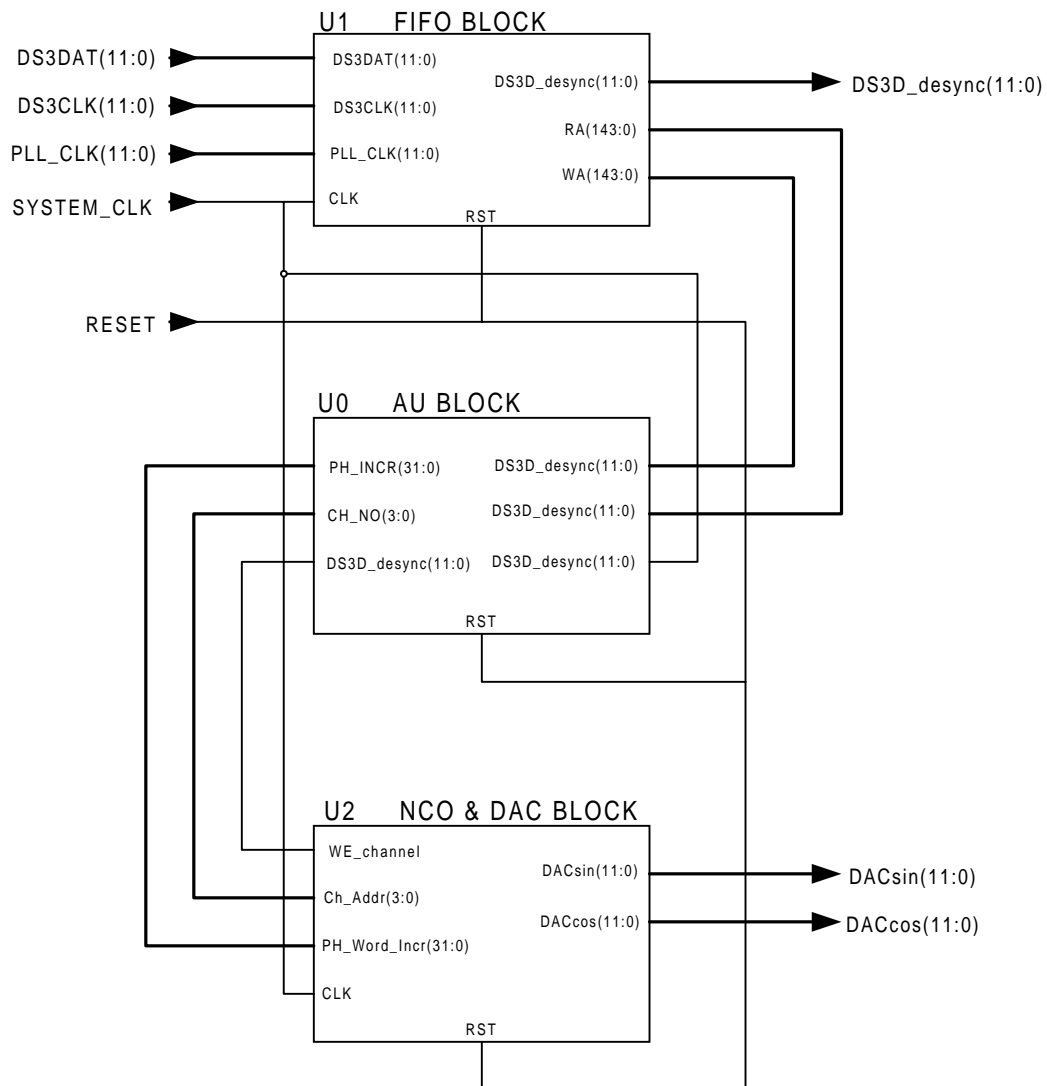 U1 FIFO BLOCK
DS3DAT(11:0)
DS3DAT(11:0)
DS3D_desync(11:0)
DS3D_desync(11:0)
DS3CLK(11:0)
DS3CLK(11:0)
RA(143:0)
PLL_CLK(11:0)
PLL_CLK(11:0)
WA(143:0)
SYSTEM_CLK
CLK
RST
RESET
U0 AU BLOCK
PH_INCR(31:0)
DS3D_desync(11:0)
CH_NO(3:0)
DS3D_desync(11:0)
DS3D_desync(11:0)
DS3D_desync(11:0)
RST
U2 NCO & DAC BLOCK
WE_channel
DACsin(11:0)
DACsin(11:0)
Ch_Addr(3:0)
DACcos(11:0)
DACcos(11:0)
PH_Word_Incr(31:0)
CLK
RST